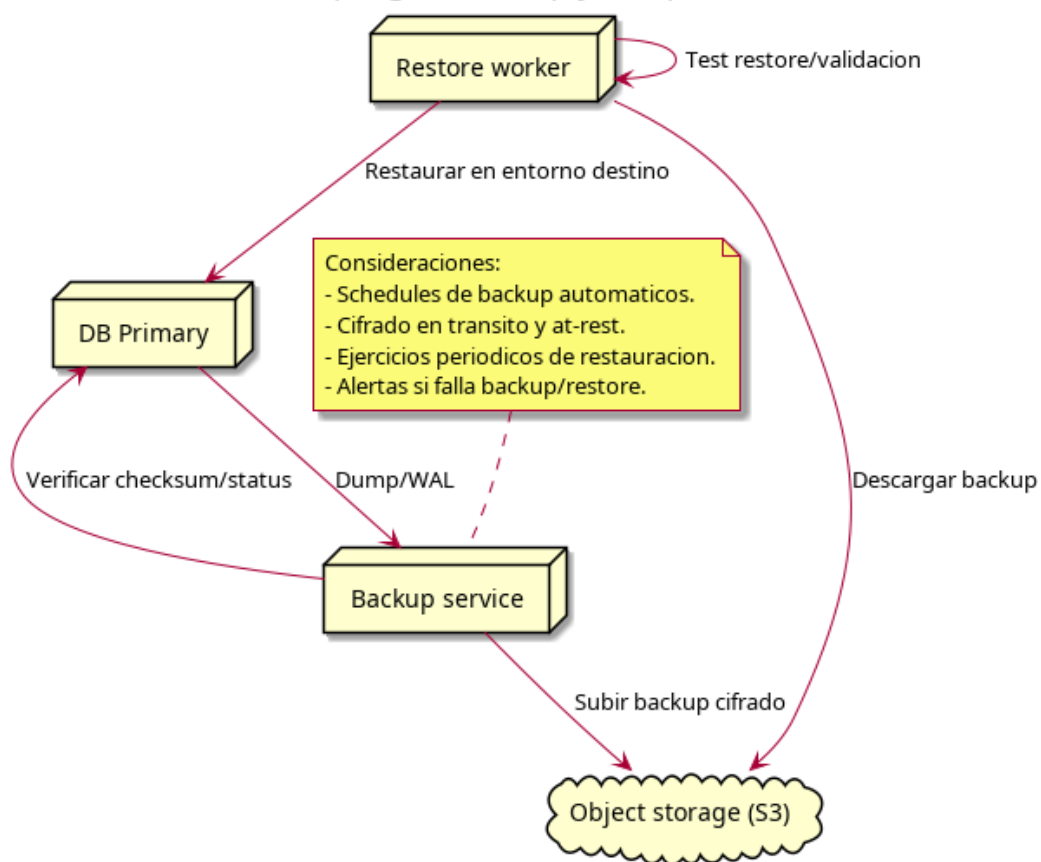 Restore worker
Test restore/validacion
Restaurar en entorno destino
Consideraciones:
- Schedules de backup automaticos.
- Cifrado en transito y at-rest.
- Ejercicios periodicos de restauracion.
- Alertas si falla backup/restore.
DB Primary
Verificar checksum/status
Dump/WAL
Descargar backup
Backup service
Subir backup cifrado
Object storage (S3)